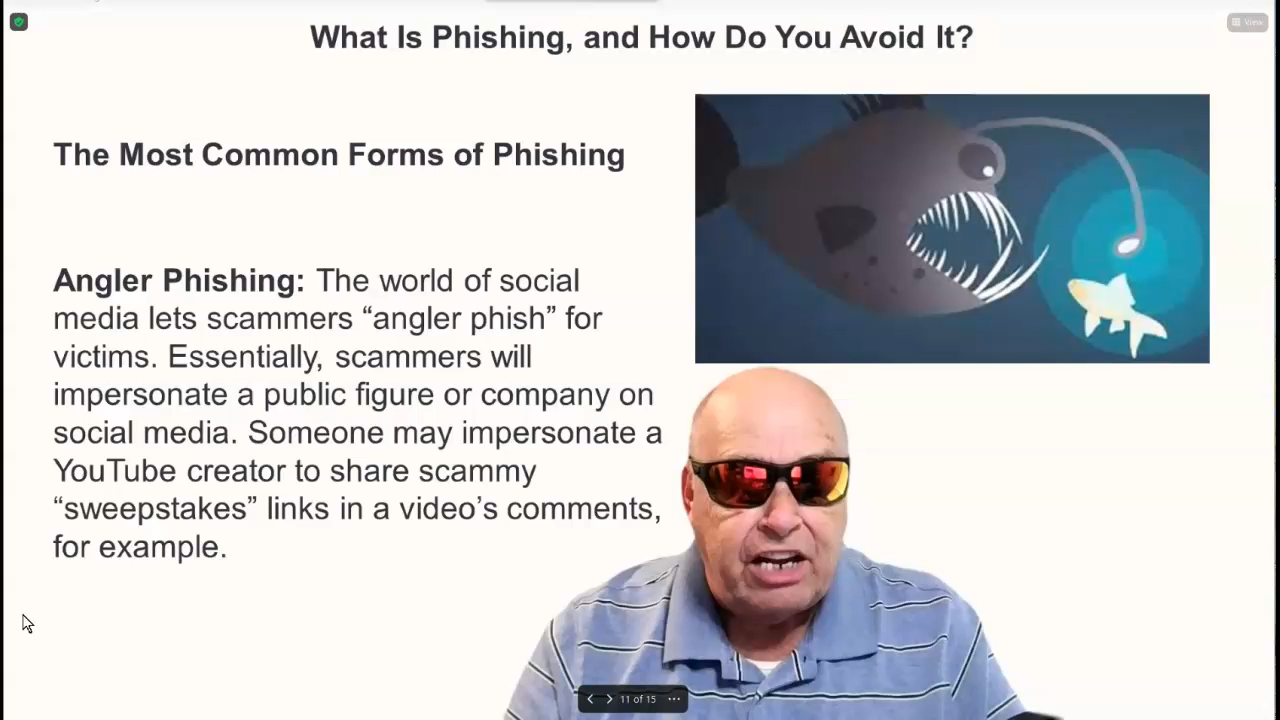 What Is Phishing, and How Do You Avoid It?
View
The Most Common Forms of Phishing
Angler Phishing: The world of social
media lets scammers “angler phish” for
victims. Essentially, scammers will
impersonate a public figure or company on
social media. Someone may impersonate a
YouTube creator to share scammy
“sweepstakes” links in a video’s comments,
for example.
11 of 15